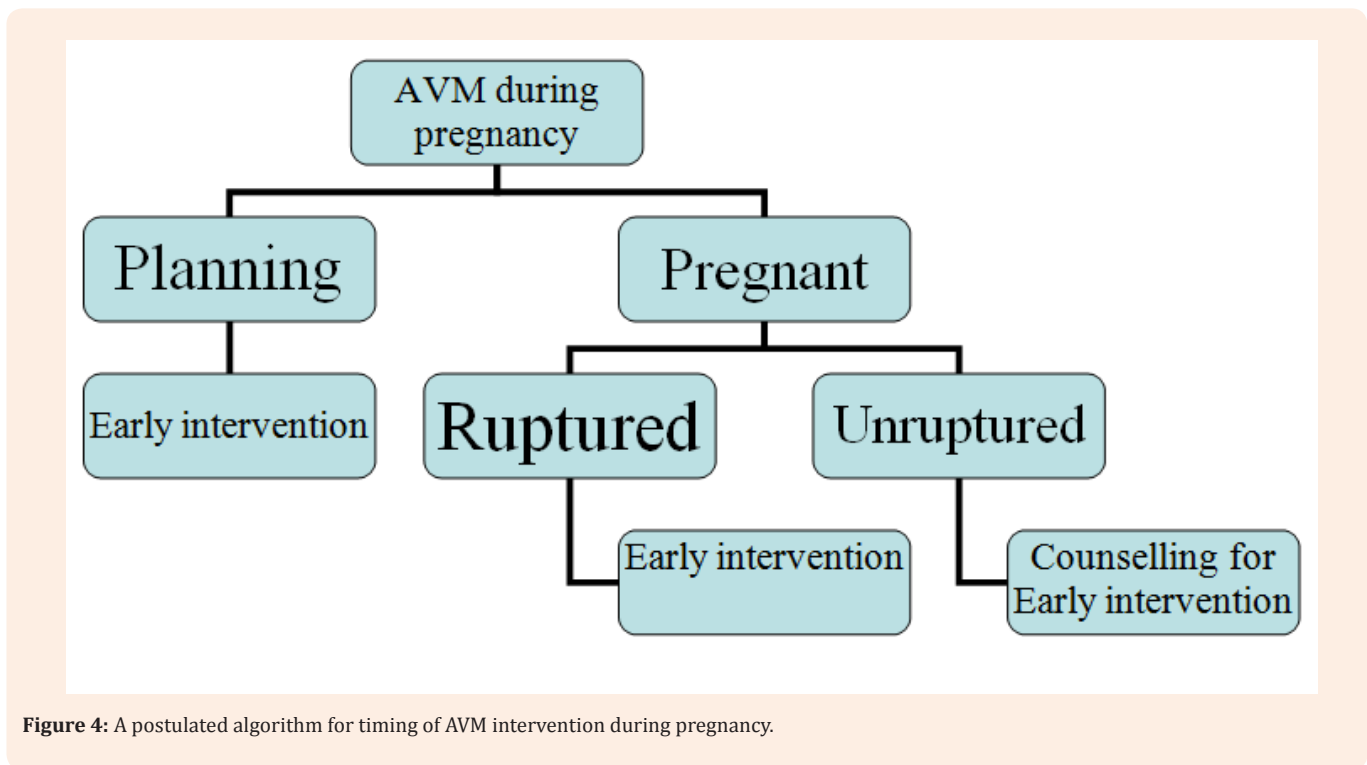 AVM during
pregnancy
Planning
Pregnant
Early intervention
Ruptured
Unruptured
Early intervention
Counselling for
Early intervention
Figure 4: A postulated algorithm for timing of AVM intervention during pregnancy.